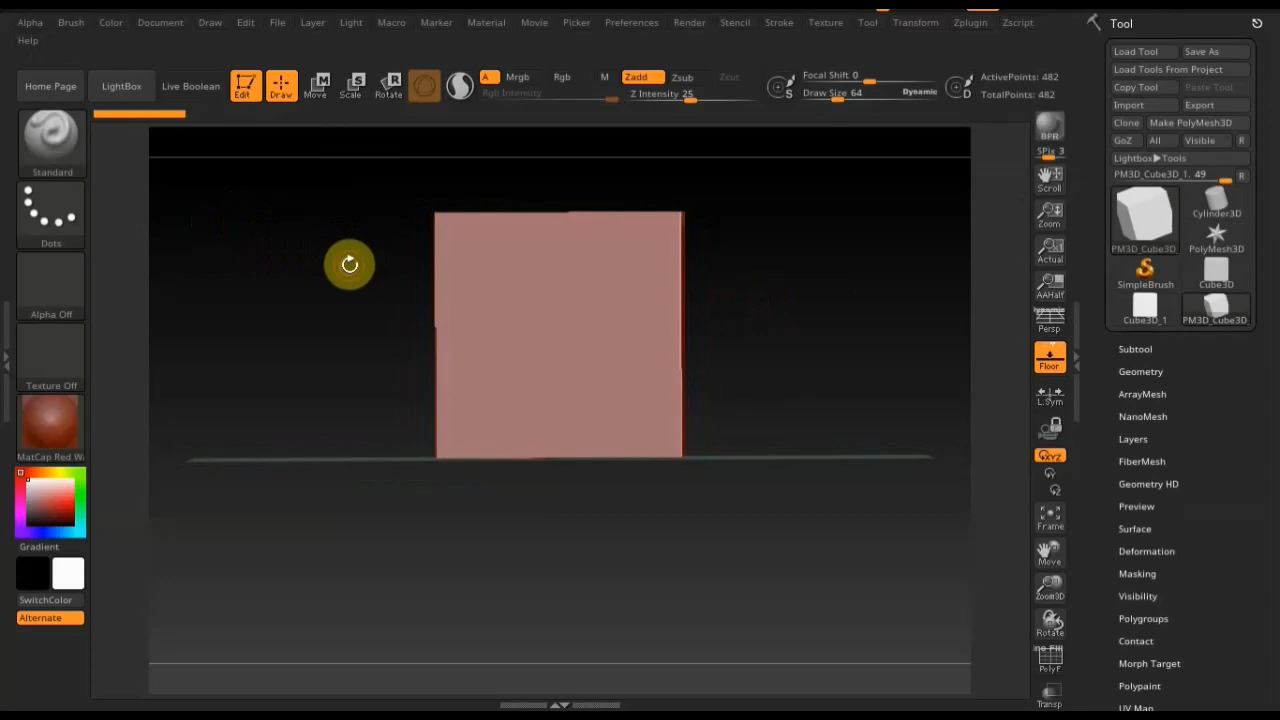 Alpha Brush Color Document Draw Edit File Layer Light Macro Marker Material Movie Picker Preferences Render Stencil Stroke Texture Tool Transform Zplugin Zscript
Help
Tool
Load Tool Save As
Load Tools From Project
Copy Tool Paste Tool
Import Export
Clone Make PolyMesh3D
GoZ All Visible R
Lightbox▶Tools
PM3D_Cube3D_1. 49 R
PM3D_Cube3D Cylinder3D
PolyMesh3D
SimpleBrush Cube3D
Cube3D_1 PM3D_Cube3D_
Subtool
Geometry
ArrayMesh
NanoMesh
Layers
FiberMesh
Geometry HD
Preview
Surface
Deformation
Masking
Visibility
Polygroups
Contact
Morph Target
Polypaint
UV Map
Home Page LightBox Live Boolean Edit Draw Move Scale Rotate
A Mrgb Rgb M Zadd Zsub Zcut
Rgb Intensity Z Intensity 25
Focal Shift 0
Draw Size 64 Dynamic
S D
ActivePoints: 482
TotalPoints: 482
Standard
Dots
Alpha Off
Texture Off
MatCap Red W
Gradient
SwitchColor
Alternate
BPR
SPix 3
Scroll
Zoom
Actual
AAHalf
Persp
Floor
L.Sym
XYZ
Y
Z
Frame
Move
Zoom3D
Rotate
PolyF
Transp